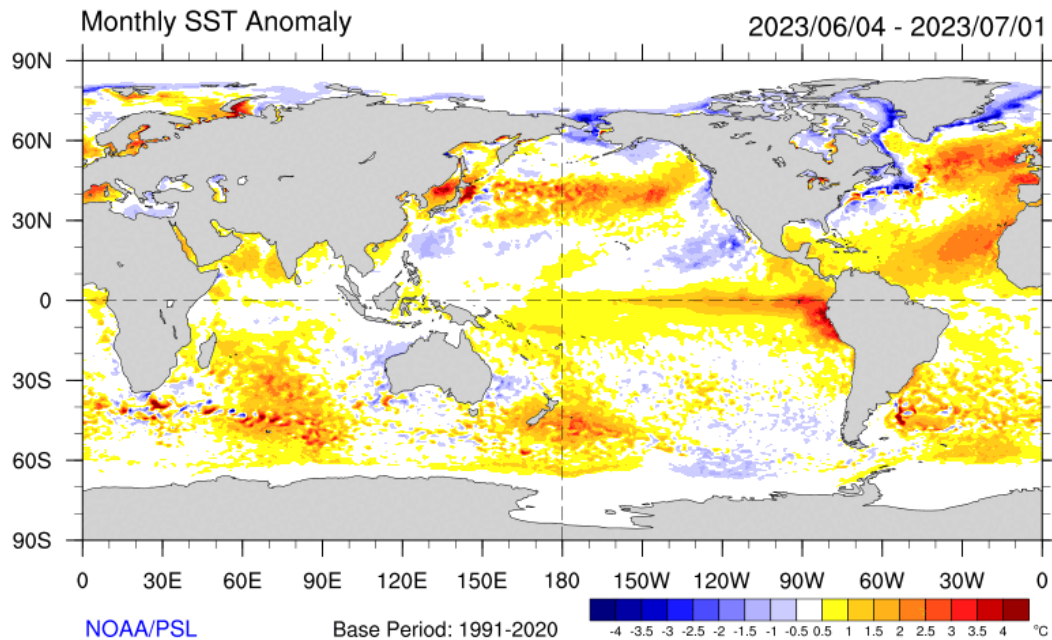 Monthly SST Anomaly 2023/06/04 - 2023/07/01
90N
60N
30N
0
30S
60S
90S
0 30E 60E 90E 120E 150E 180 150W 120W 90W 60W 30W 0
NOAA/PSL Base Period: 1991-2020
-4 -3.5 -3 -2.5 -2 -1.5 -1 -0.5 0.5 1 1.5 2 2.5 3 3.5 4 °C